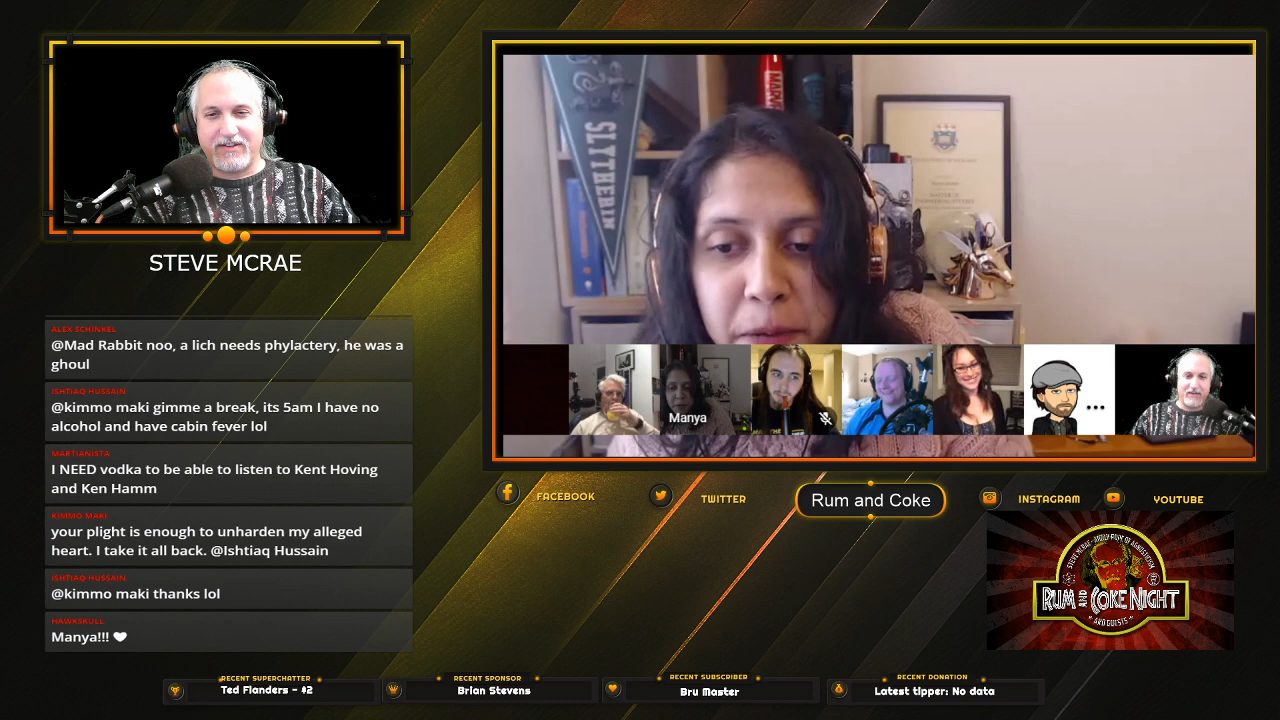 STEVE MCRAE
ALEX SCHINKEL
@Mad Rabbit noo, a lich needs phylactery, he was a
ghoul
ISHTIAQ HUSSAIN
@kimmo maki gimme a break, its 5am I have no
alcohol and have cabin fever lol
MARTIANISTA
I NEED vodka to be able to listen to Kent Hoving
and Ken Hamm
KIMMO MAKI
your plight is enough to unharden my alleged
heart. I take it all back. @Ishtiaq Hussain
ISHTIAQ HUSSAIN
@kimmo maki thanks lol
HAWKSKULL
Manya!!!
SLYTHERIN
MARVEL
Manya
FACEBOOK
TWITTER
Rum and Coke
INSTAGRAM
YOUTUBE
RUM AND COKE NIGHT
AND GUESTS
RECENT SUPERCHATTER
Ted Flanders - $2
RECENT SPONSOR
Brian Stevens
RECENT SUBSCRIBER
Bru Master
RECENT DONATION
Latest tipper: No data